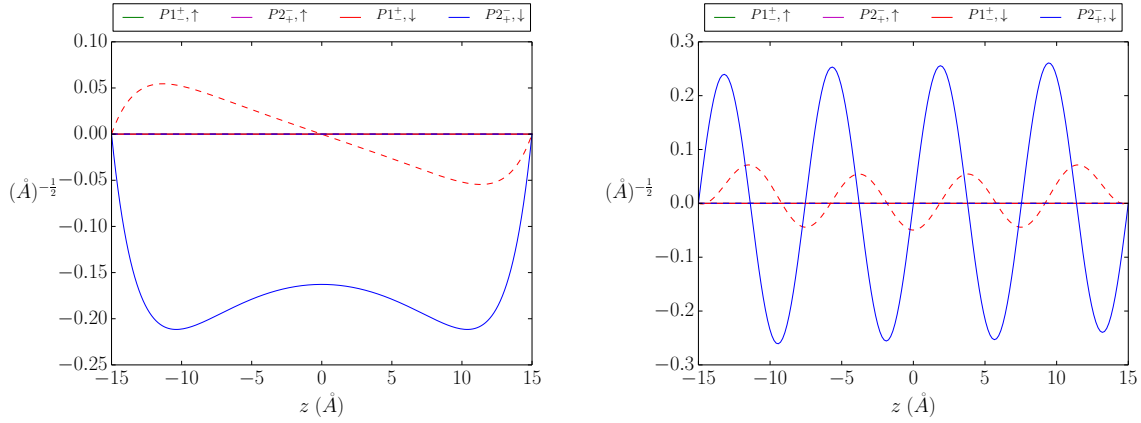 P1⁺₋,↑ P2⁻₊,↑ P1⁺₋,↓ P2⁻₊,↓
0.10
0.05
0.00
−0.05
−0.10
−0.15
−0.20
−0.25
(Å)^{−1/2}
−15 −10 −5 0 5 10 15
z (Å)
P1⁺₋,↑ P2⁻₊,↑ P1⁺₋,↓ P2⁻₊,↓
0.3
0.2
0.1
0.0
−0.1
−0.2
−0.3
(Å)^{−1/2}
−15 −10 −5 0 5 10 15
z (Å)